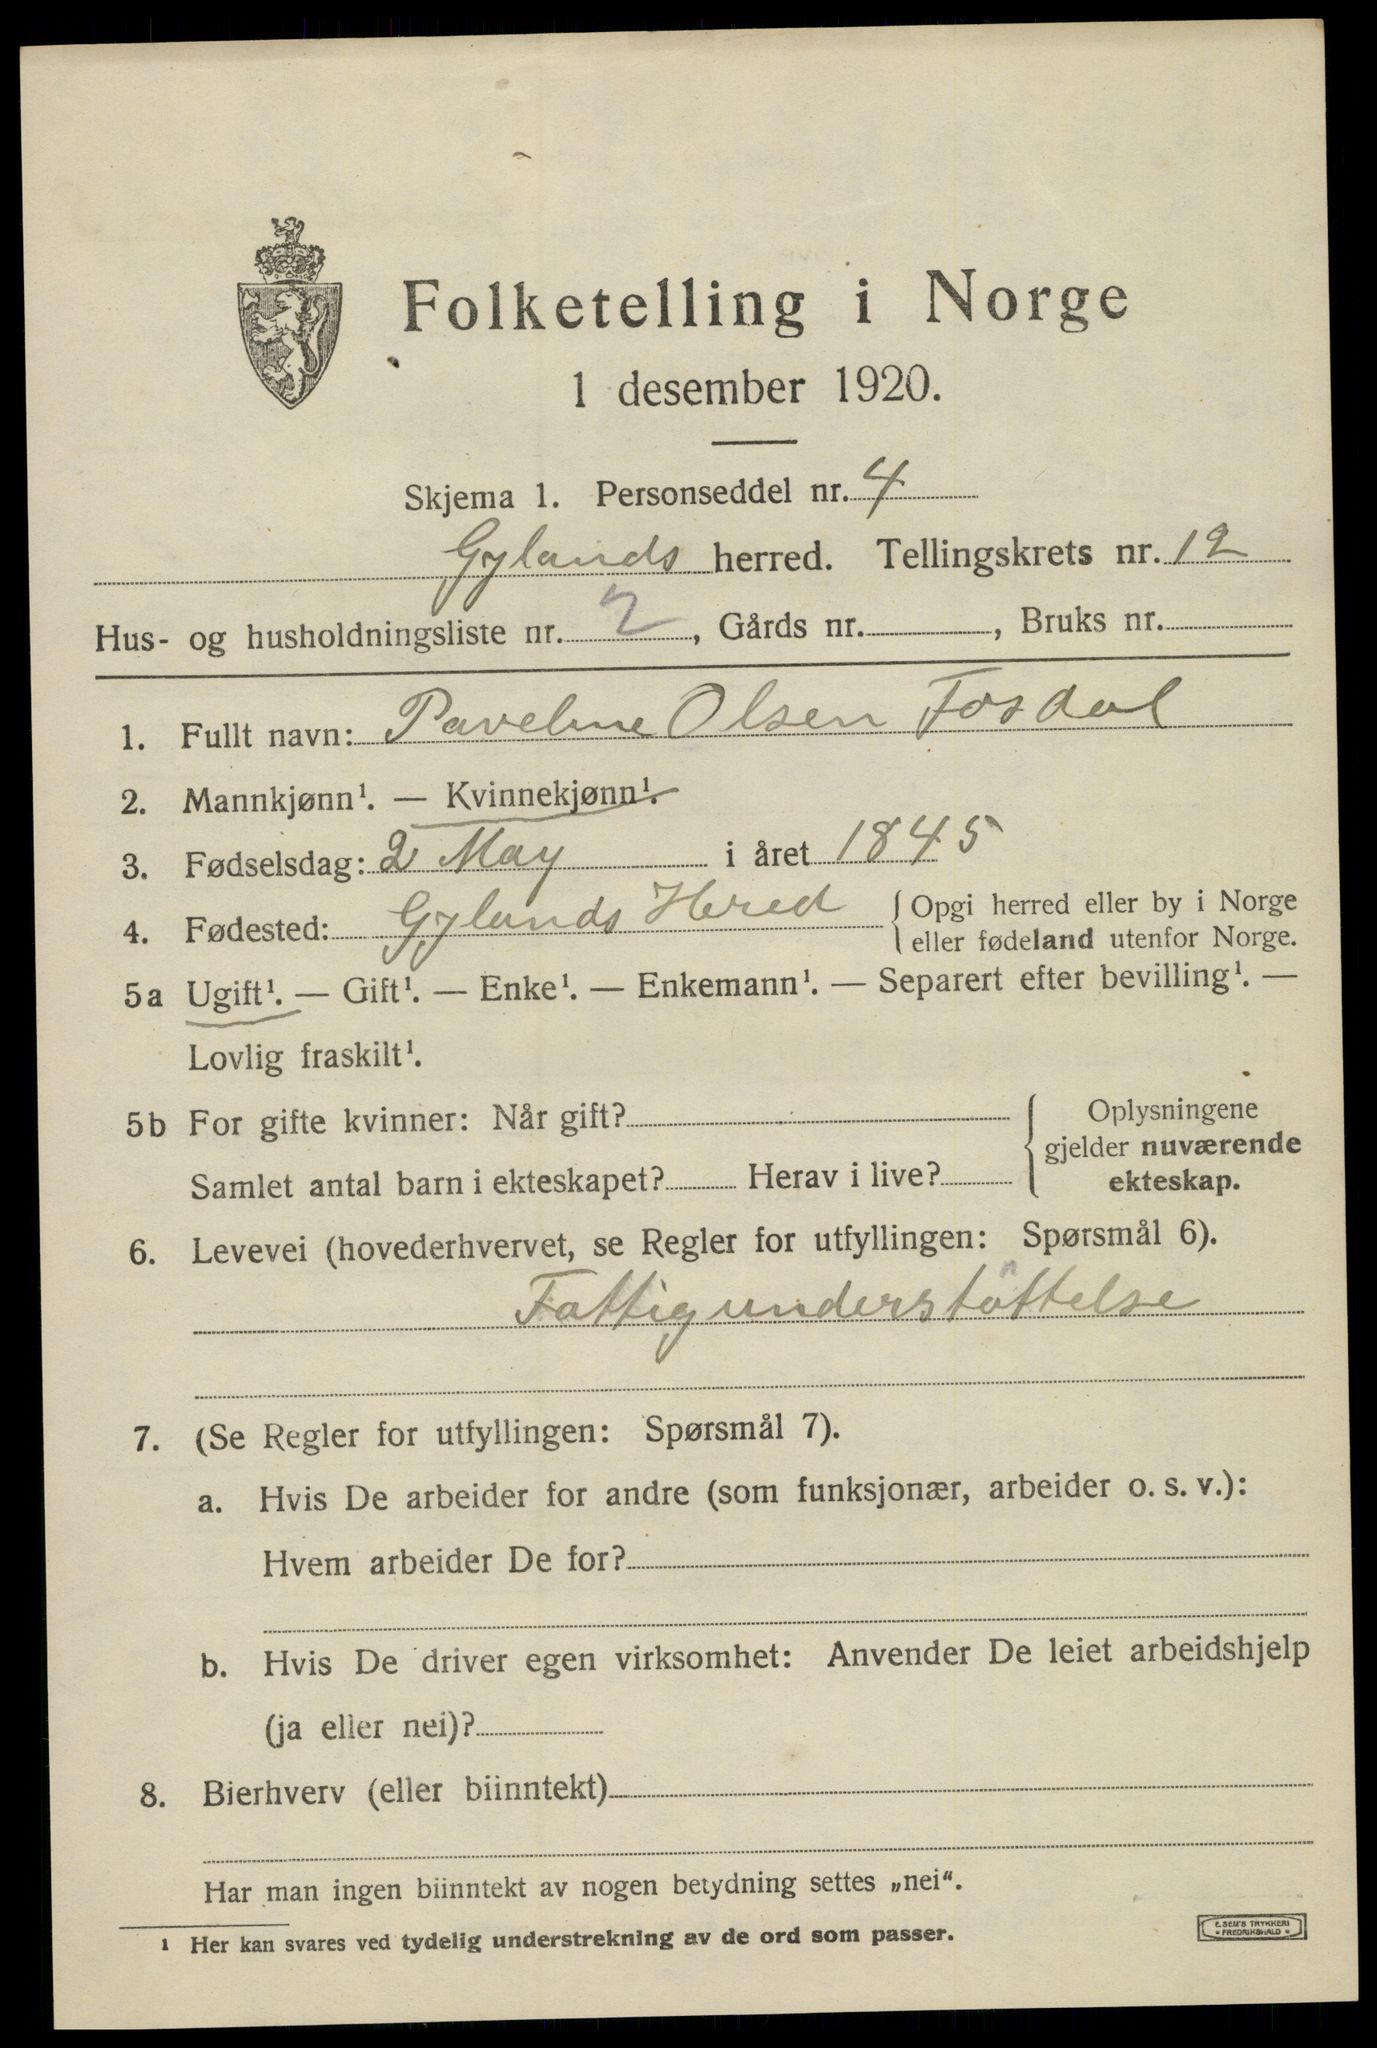 Folketelling i Norge
1 desember 1920.
Skjema 1. Personseddel nr. 4
Gylands herred. Tellingskrets nr. 12
Hus- og husholdningsliste nr. 2, Gårds nr. , Bruks nr.
1. Fullt navn: Paveline Olsen Fosdal
2. Mannkjønn¹. — Kvinnekjønn¹.
3. Fødselsdag: 2 May i året 1845
4. Fødested: Gylands Hered { Opgi herred eller by i Norge
eller fødeland utenfor Norge.
5a Ugift¹. — Gift¹. — Enke¹. — Enkemann¹. — Separert efter bevilling¹. —
Lovlig fraskilt¹.
5b For gifte kvinner: Når gift?
Samlet antal barn i ekteskapet? Herav i live?
Oplysningene
gjelder nuværende
ekteskap.
6. Levevei (hovederhvervet, se Regler for utfyllingen: Spørsmål 6).
Fattigunderstöttelse
7. (Se Regler for utfyllingen: Spørsmål 7).
a. Hvis De arbeider for andre (som funksjonær, arbeider o. s. v.):
Hvem arbeider De for?
b. Hvis De driver egen virksomhet: Anvender De leiet arbeidshjelp
(ja eller nei)?
8. Bierhverv (eller biinntekt)
Har man ingen biinntekt av nogen betydning settes „nei“.
¹ Her kan svares ved tydelig understrekning av de ord som passer.
E. SEM'S TRYKKERI
• FREDRIKSHALD •